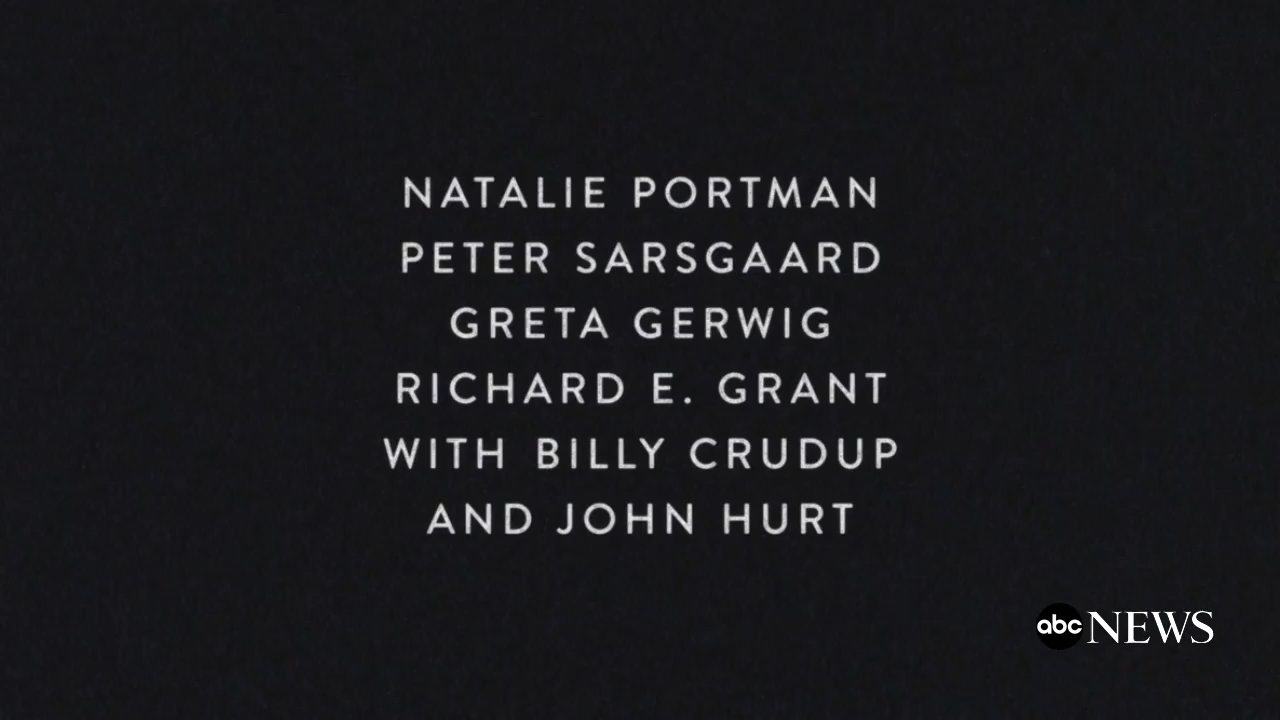 NATALIE PORTMAN
PETER SARSGAARD
GRETA GERWIG
RICHARD E. GRANT
WITH BILLY CRUDUP
AND JOHN HURT
abc NEWS